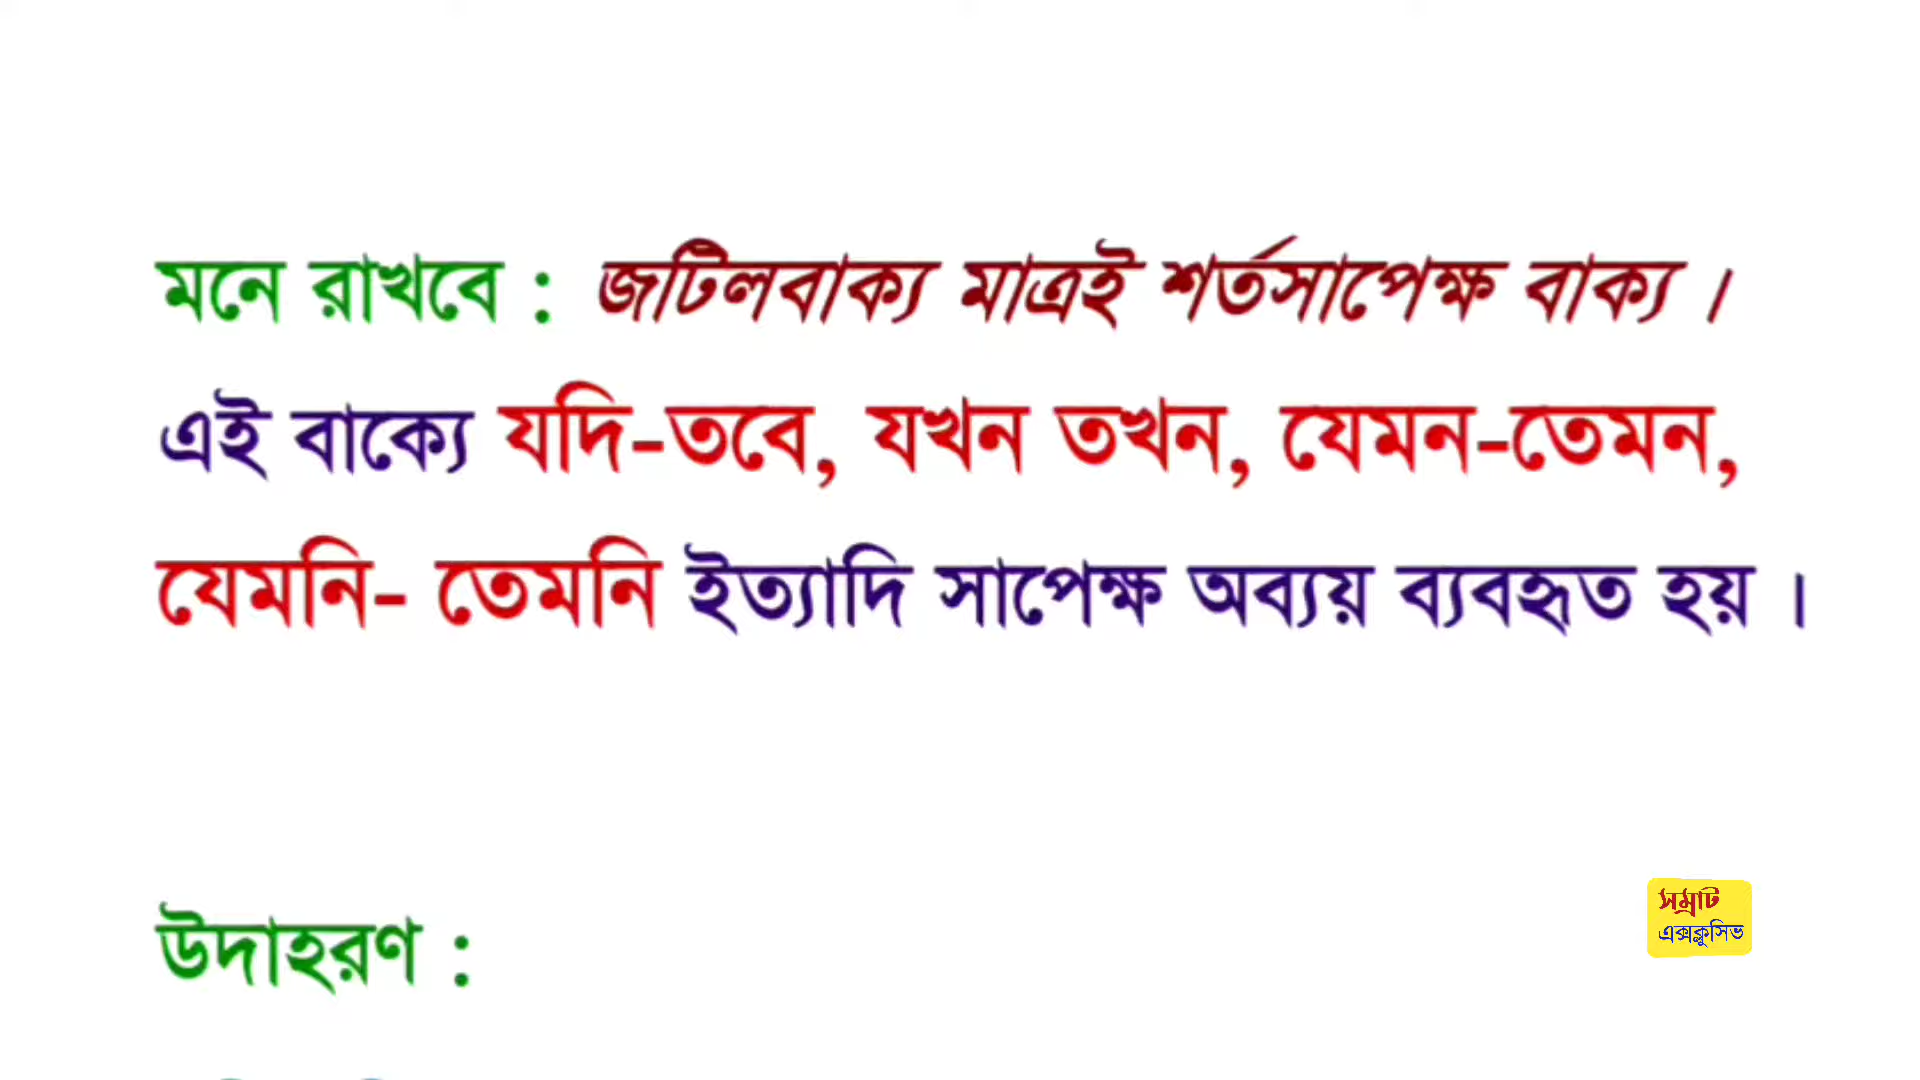 মনে রাখবে : জটিলবাক্য মাত্রই শর্তসাপেক্ষ বাক্য ।
এই বাক্যে যদি-তবে, যখন তখন, যেমন-তেমন,
যেমনি- তেমনি ইত্যাদি সাপেক্ষ অব্যয় ব্যবহৃত হয় ।
উদাহরণ :
সম্রাট
এক্সক্লুসিভ